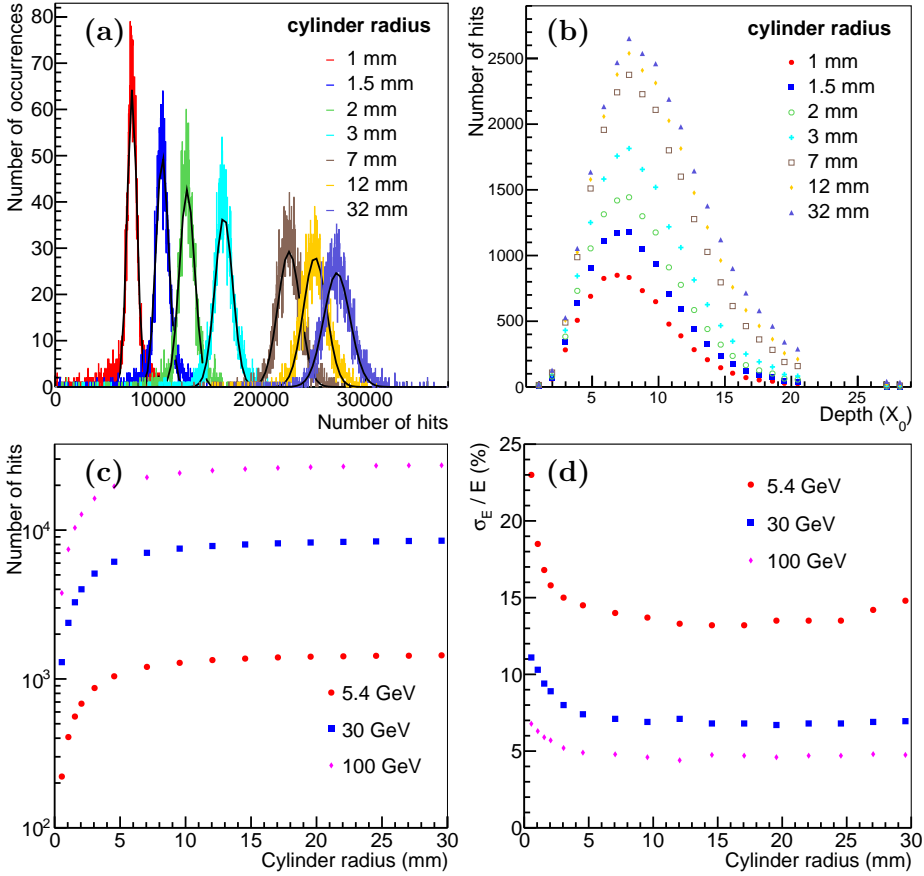 (a)
cylinder radius
1 mm
1.5 mm
2 mm
3 mm
7 mm
12 mm
32 mm
Number of occurrences
80
70
60
50
40
30
20
10
0
0 10000 20000 30000
Number of hits
(b)
cylinder radius
1 mm
1.5 mm
2 mm
3 mm
7 mm
12 mm
32 mm
Number of hits
2500
2000
1500
1000
500
0
5 10 15 20 25
Depth (X_0)
(c)
Number of hits
10^4
10^3
10^2
5.4 GeV
30 GeV
100 GeV
0 5 10 15 20 25 30
Cylinder radius (mm)
(d)
σ_E / E (%)
25
20
15
10
5
0
5.4 GeV
30 GeV
100 GeV
0 5 10 15 20 25 30
Cylinder radius (mm)